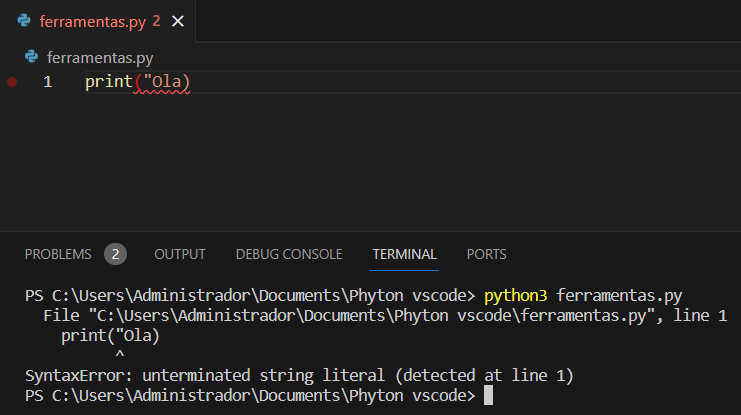 ferramentas.py 2
ferramentas.py
1 print("Ola)
PROBLEMS 2 OUTPUT DEBUG CONSOLE TERMINAL PORTS
PS C:\Users\Administrador\Documents\Phyton vscode> python3 ferramentas.py
File "C:\Users\Administrador\Documents\Phyton vscode\ferramentas.py", line 1
print("Ola)
^
SyntaxError: unterminated string literal (detected at line 1)
PS C:\Users\Administrador\Documents\Phyton vscode>